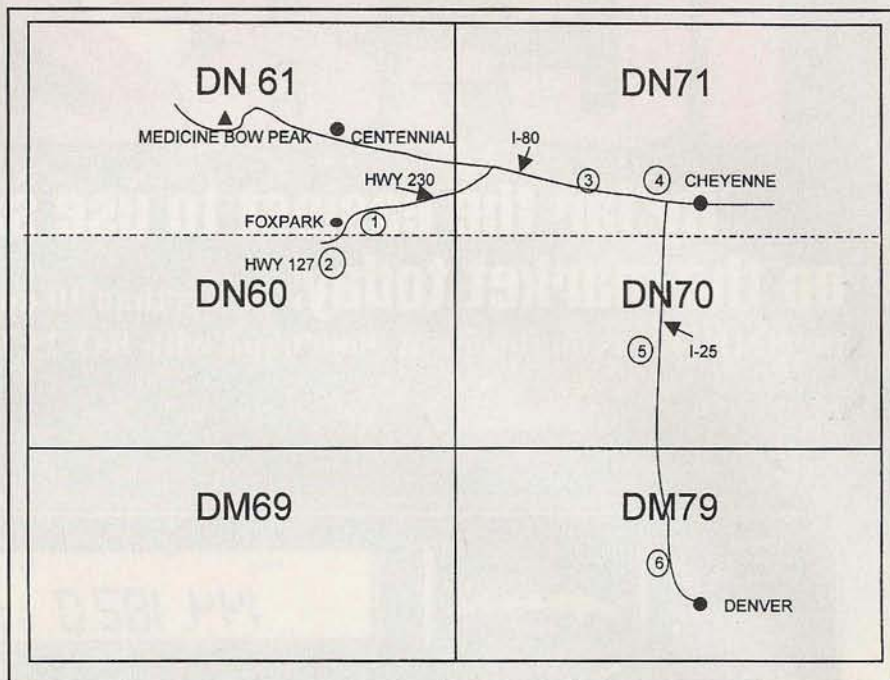 DN 61
DN71
MEDICINE BOW PEAK
CENTENNIAL
I-80
HWY 230
3
4
CHEYENNE
FOXPARK
1
HWY 127
2
DN60
DN70
5
I-25
DM69
DM79
6
DENVER